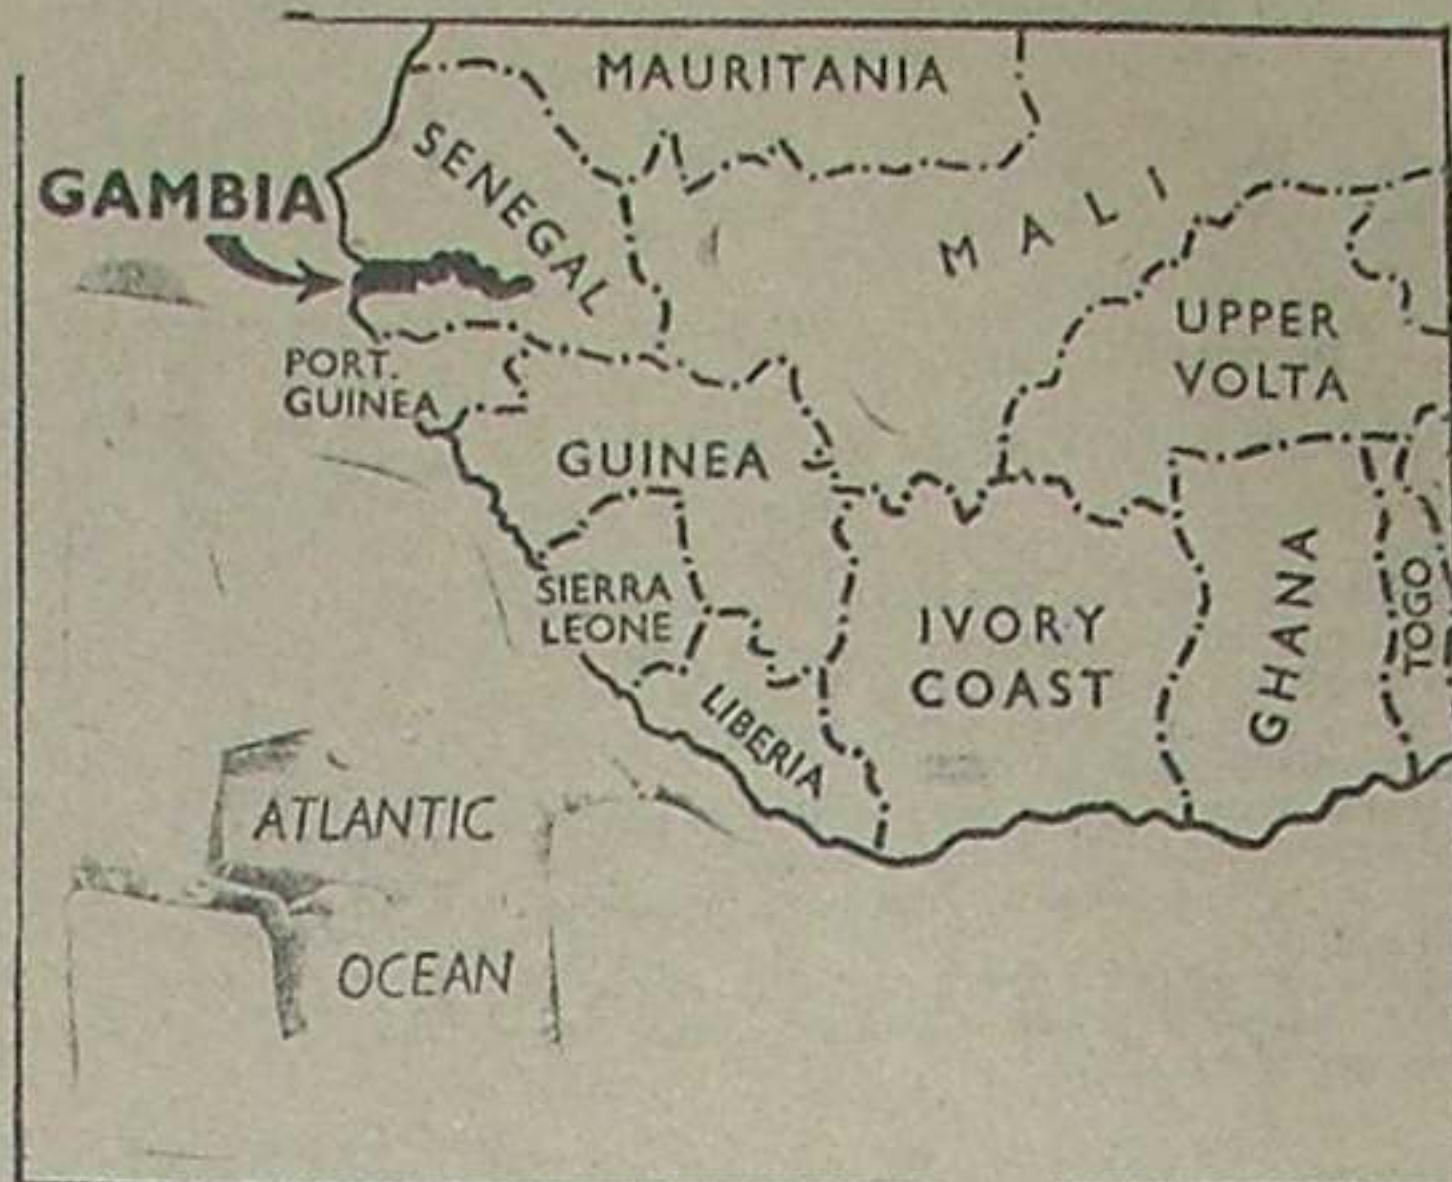 MAURITANIA
SENEGAL
GAMBIA
MALI
UPPER
VOLTA
PORT.
GUINEA
GUINEA
SIERRA
LEONE
IVORY
COAST
GHANA
TOGO
LIBERIA
ATLANTIC
OCEAN